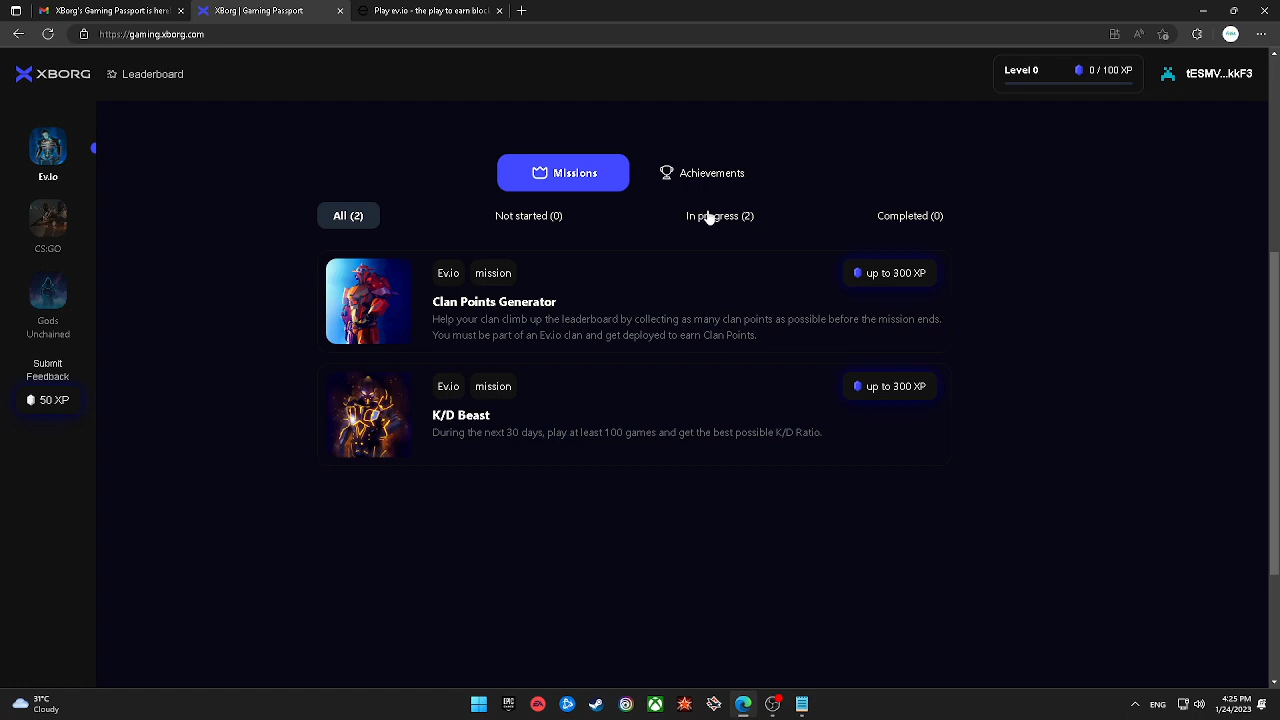 XBorg's Gaming Passport is here!
XBorg | Gaming Passport
Play ev.io - the play to earn bloc
https://gaming.xborg.com
XBORG
Leaderboard
Level 0
0 / 100 XP
tESMV...kkF3
Ev.Io
CS:GO
Gods
Unchained
Submit
Feedback
50 XP
Missions
Achievements
All (2)
Not started (0)
In progress (2)
Completed (0)
Ev.io
mission
up to 300 XP
Clan Points Generator
Help your clan climb up the leaderboard by collecting as many clan points as possible before the mission ends.
You must be part of an Ev.io clan and get deployed to earn Clan Points.
Ev.io
mission
up to 300 XP
K/D Beast
During the next 30 days, play at least 100 games and get the best possible K/D Ratio.
31°C
Cloudy
ENG
4:25 PM
1/24/2023